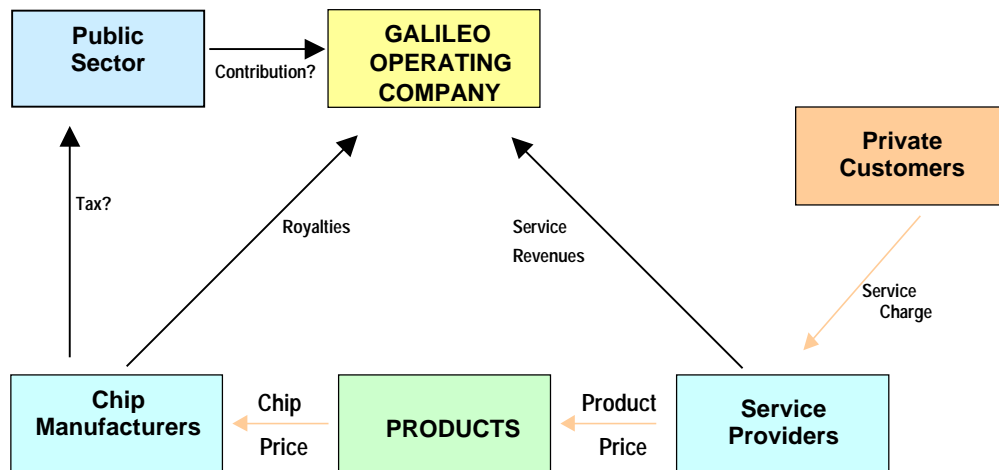 Public
Sector
Contribution?
GALILEO
OPERATING
COMPANY
Private
Customers
Tax?
Royalties
Service
Revenues
Service
Charge
Chip
Manufacturers
Chip
Price
PRODUCTS
Product
Price
Service
Providers